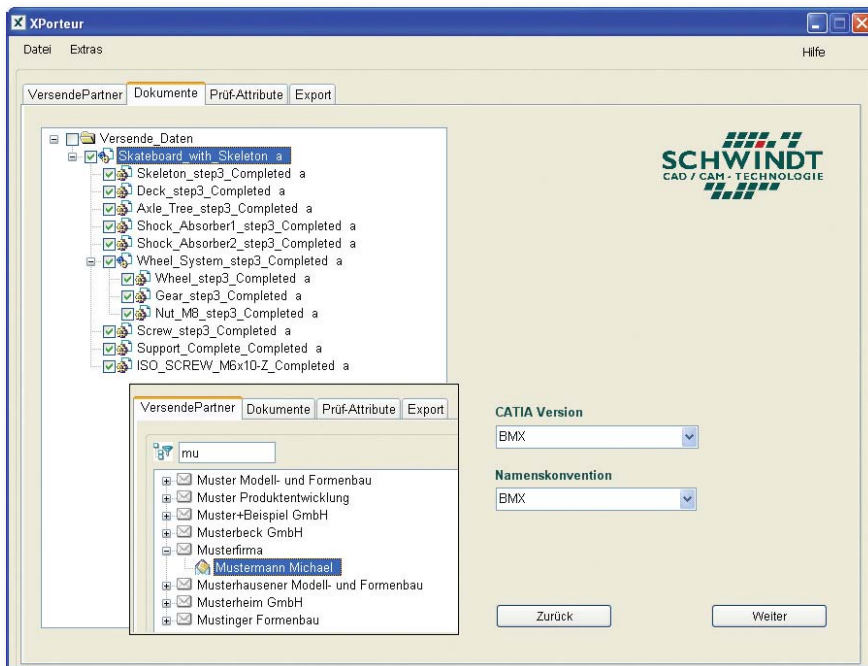 XPorteur
Datei Extras Hilfe
VersendePartner Dokumente Prüf-Attribute Export
Versende_Daten
Skateboard_with_Skeleton a
Skeleton_step3_Completed a
Deck_step3_Completed a
Axle_Tree_step3_Completed a
Shock_Absorber1_step3_Completed a
Shock_Absorber2_step3_Completed a
Wheel_System_step3_Completed a
Wheel_step3_Completed a
Gear_step3_Completed a
Nut_M8_step3_Completed a
Screw_step3_Completed a
Support_Complete_Completed a
ISO_SCREW_M6x10-Z_Completed a
SCHWINDT
CAD / CAM - TECHNOLOGIE
VersendePartner Dokumente Prüf-Attribute Export
mu
Muster Modell- und Formenbau
Muster Produktentwicklung
Muster+Beispiel GmbH
Musterbeck GmbH
Musterfirma
Mustermann Michael
Musterhausener Modell- und Formenbau
Musterheim GmbH
Mustinger Formenbau
CATIA Version
BMX
Namenskonvention
BMX
Zurück Weiter